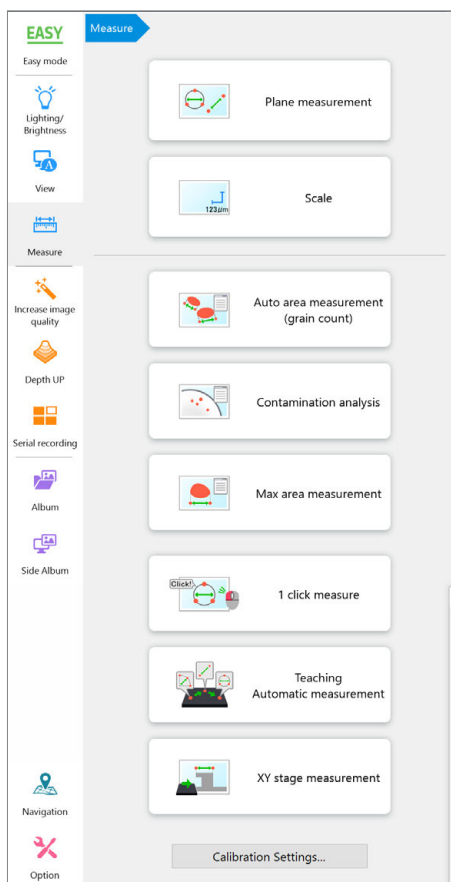 EASY
Easy mode
Lighting/
Brightness
A
View
Measure
Increase image
quality
Depth UP
Serial recording
Album
Side Album
Navigation
Option
Measure
Plane measurement
123μm
Scale
Auto area measurement
(grain count)
Contamination analysis
Max area measurement
Click!
1 click measure
Teaching
Automatic measurement
XY stage measurement
Calibration Settings...